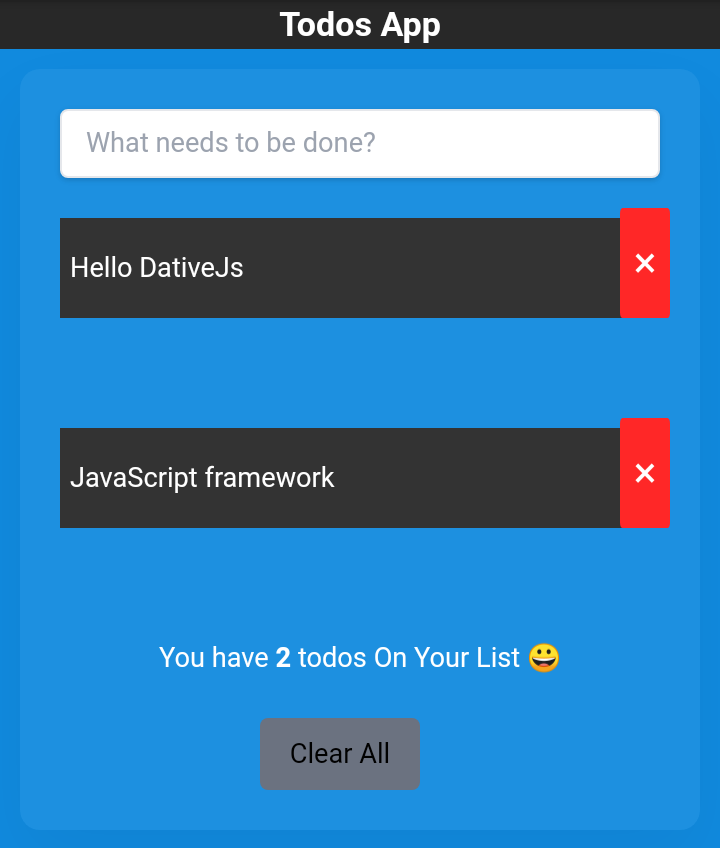 Todos App
What needs to be done?
Hello DativeJs
×
JavaScript framework
×
You have 2 todos On Your List 😀
Clear All